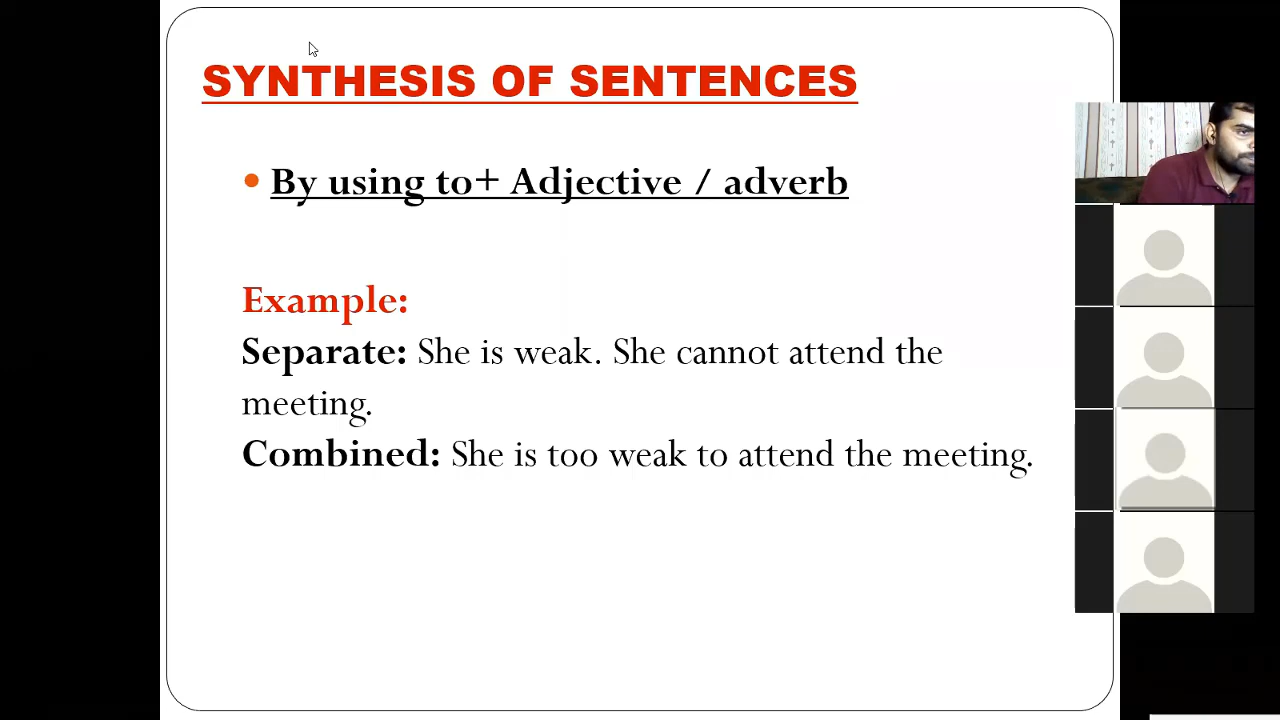 SYNTHESIS OF SENTENCES
• By using to+ Adjective / adverb
Example:
Separate: She is weak. She cannot attend the
meeting.
Combined: She is too weak to attend the meeting.